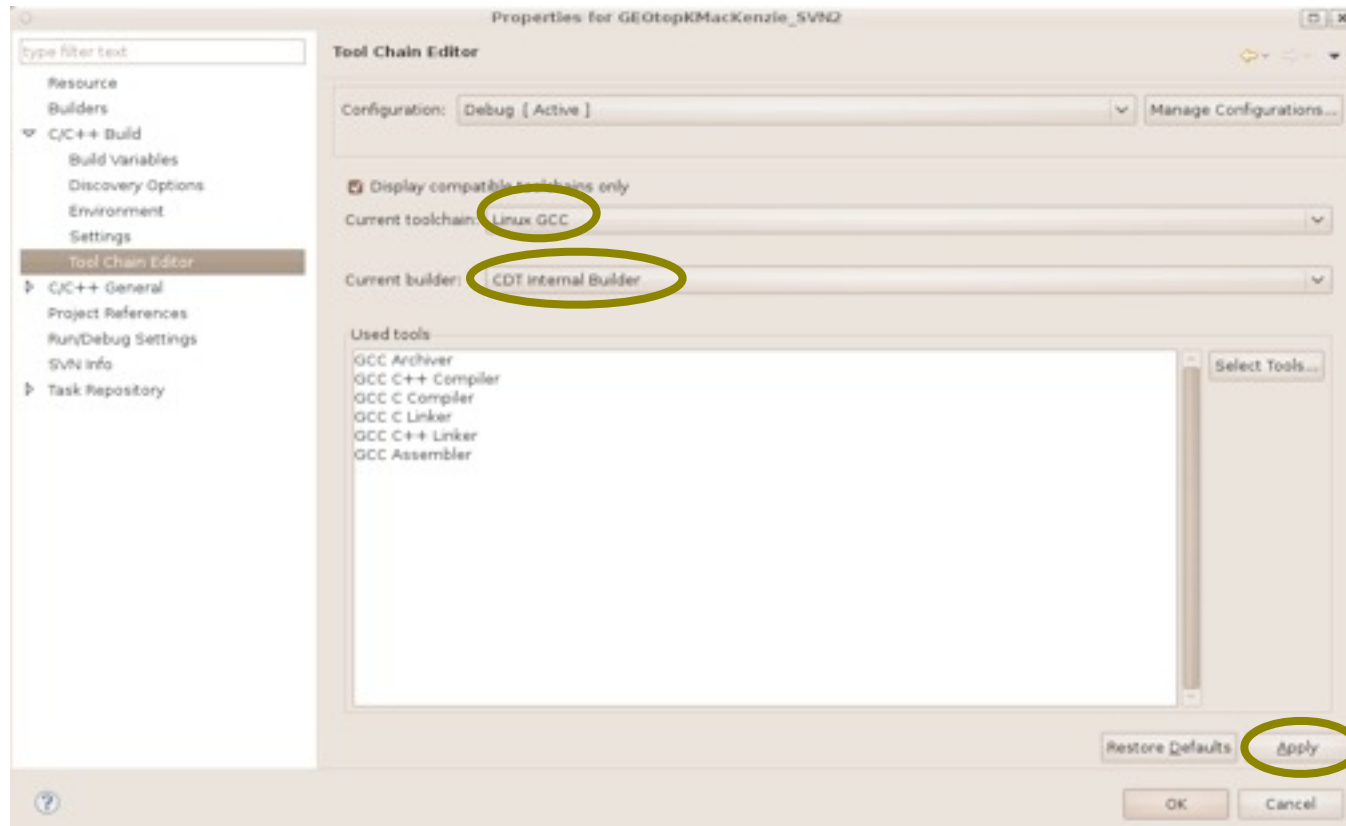 Properties for GEOtopKMacKenzie_SVN2
type filter text
Resource
Builders
C/C++ Build
Build Variables
Discovery Options
Environment
Settings
Tool Chain Editor
C/C++ General
Project References
Run/Debug Settings
SVN Info
Task Repository
Tool Chain Editor
Configuration: Debug [ Active ]
Manage Configurations...
Display compatible toolchains only
Current toolchain: Linux GCC
Current builder: CDT Internal Builder
Used tools
GCC Archiver
GCC C++ Compiler
GCC C Compiler
GCC C Linker
GCC C++ Linker
GCC Assembler
Select Tools...
Restore Defaults
Apply
?
OK
Cancel